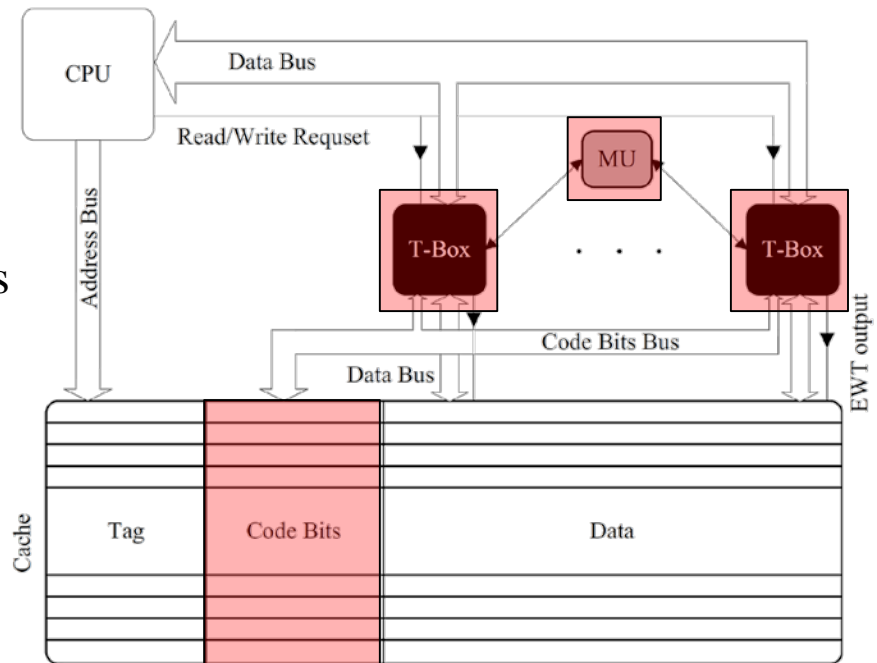 CPU
Data Bus
Read/Write Requset
MU
Address Bus
T-Box
. . .
T-Box
s
Code Bits Bus
Data Bus
EWT output
Cache
Tag
Code Bits
Data